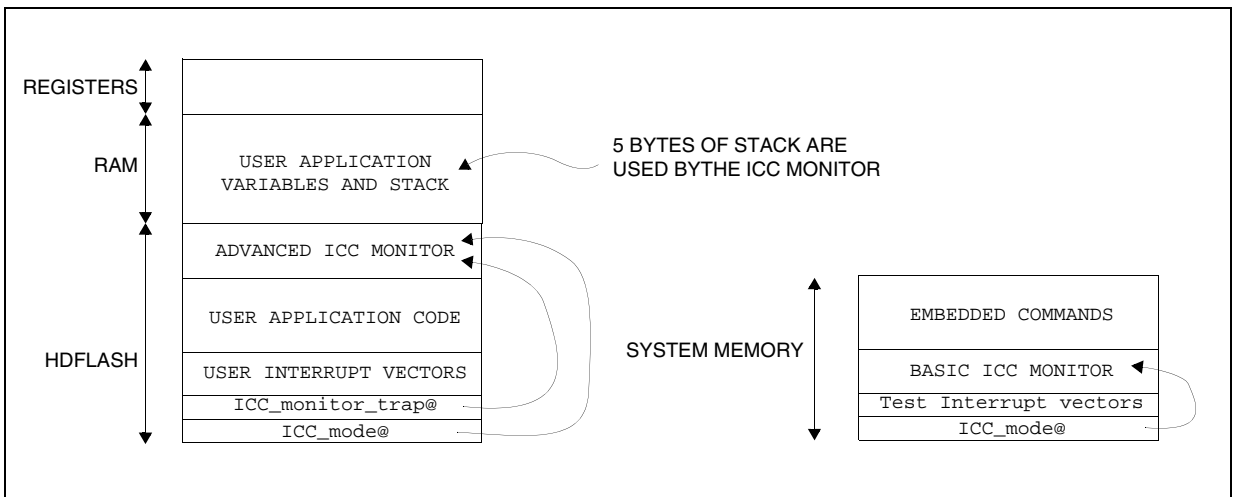 REGISTERS
RAM
USER APPLICATION
VARIABLES AND STACK
5 BYTES OF STACK ARE
USED BYTHE ICC MONITOR
HDFLASH
ADVANCED ICC MONITOR
USER APPLICATION CODE
USER INTERRUPT VECTORS
ICC_monitor_trap@
ICC_mode@
SYSTEM MEMORY
EMBEDDED COMMANDS
BASIC ICC MONITOR
Test Interrupt vectors
ICC_mode@